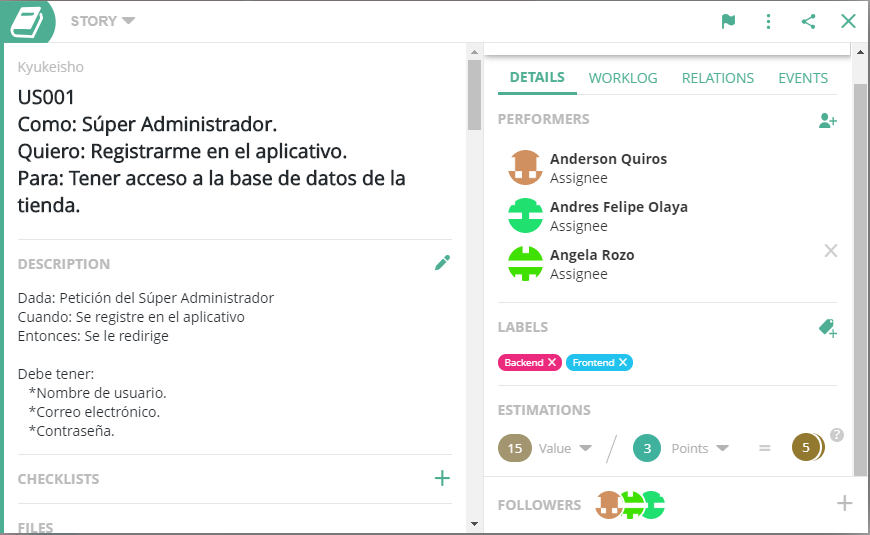 STORY
Kyukeisho
US001
Como: Súper Administrador.
Quiero: Registrarme en el aplicativo.
Para: Tener acceso a la base de datos de la
tienda.
DESCRIPTION
Dada: Petición del Súper Administrador
Cuando: Se registre en el aplicativo
Entonces: Se le redirige
Debe tener:
*Nombre de usuario.
*Correo electrónico.
*Contraseña.
CHECKLISTS
FILES
DETAILS WORKLOG RELATIONS EVENTS
PERFORMERS
Anderson Quiros
Assignee
Andres Felipe Olaya
Assignee
Angela Rozo
Assignee
LABELS
Backend Frontend
ESTIMATIONS
15 Value / 3 Points = 5 ?
FOLLOWERS